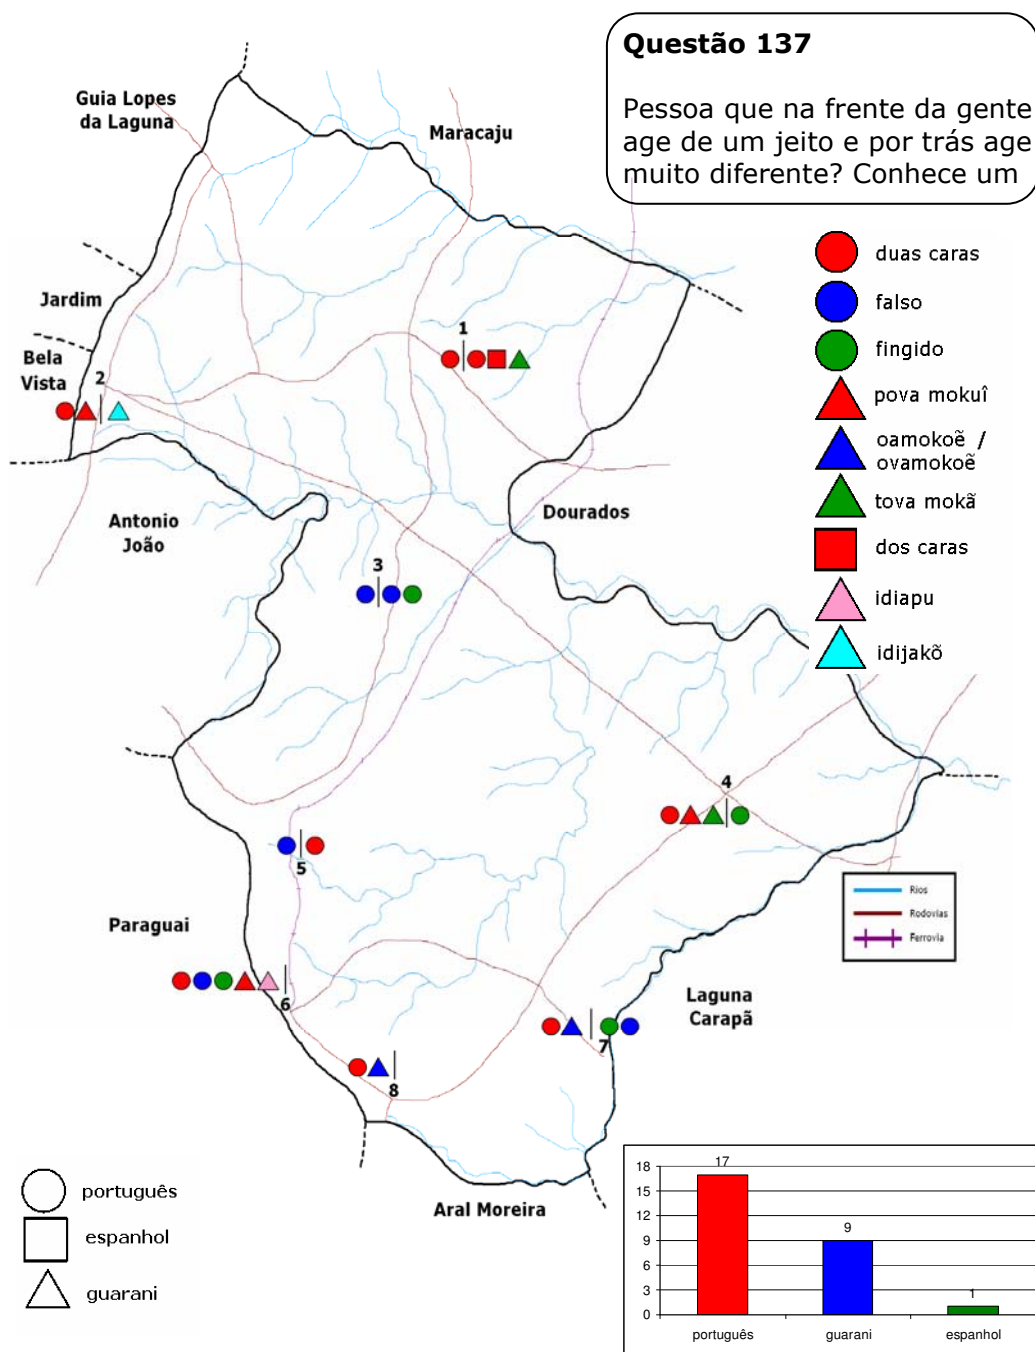 Questão 137
Pessoa que na frente da gente
age de um jeito e por trás age
muito diferente? Conhece um
Guia Lopes
da Laguna
Maracaju
duas caras
falso
fingido
pova mokuî
oamokoẽ /
ovamokoẽ
tova mokã
dos caras
idiapu
idijakõ
Jardim
Bela
Vista
1
2
Antonio
João
Dourados
3
4
5
Paraguai
6
Rios
Rodovias
Ferrovia
Laguna
Carapã
7
8
Aral Moreira
português
espanhol
guarani
18
15
12
9
6
3
0
17
9
1
português
guarani
espanhol